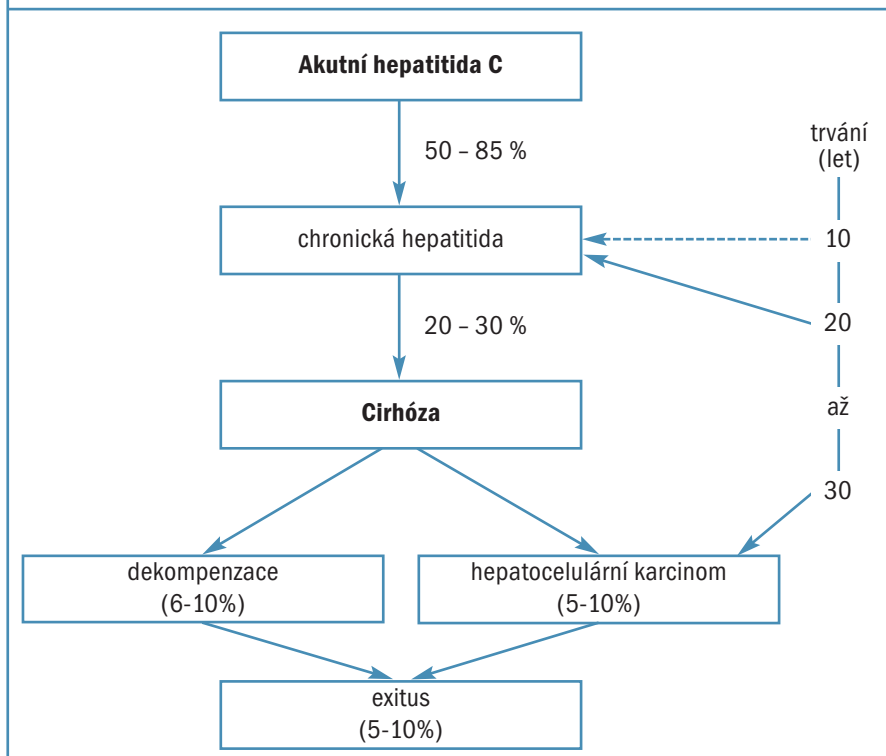 Akutní hepatitida C
50 – 85 %
trvání
(let)
chronická hepatitida
10
20 – 30 %
20
až
Cirhóza
30
dekompenzace
(6-10%)
hepatocelulární karcinom
(5-10%)
exitus
(5-10%)